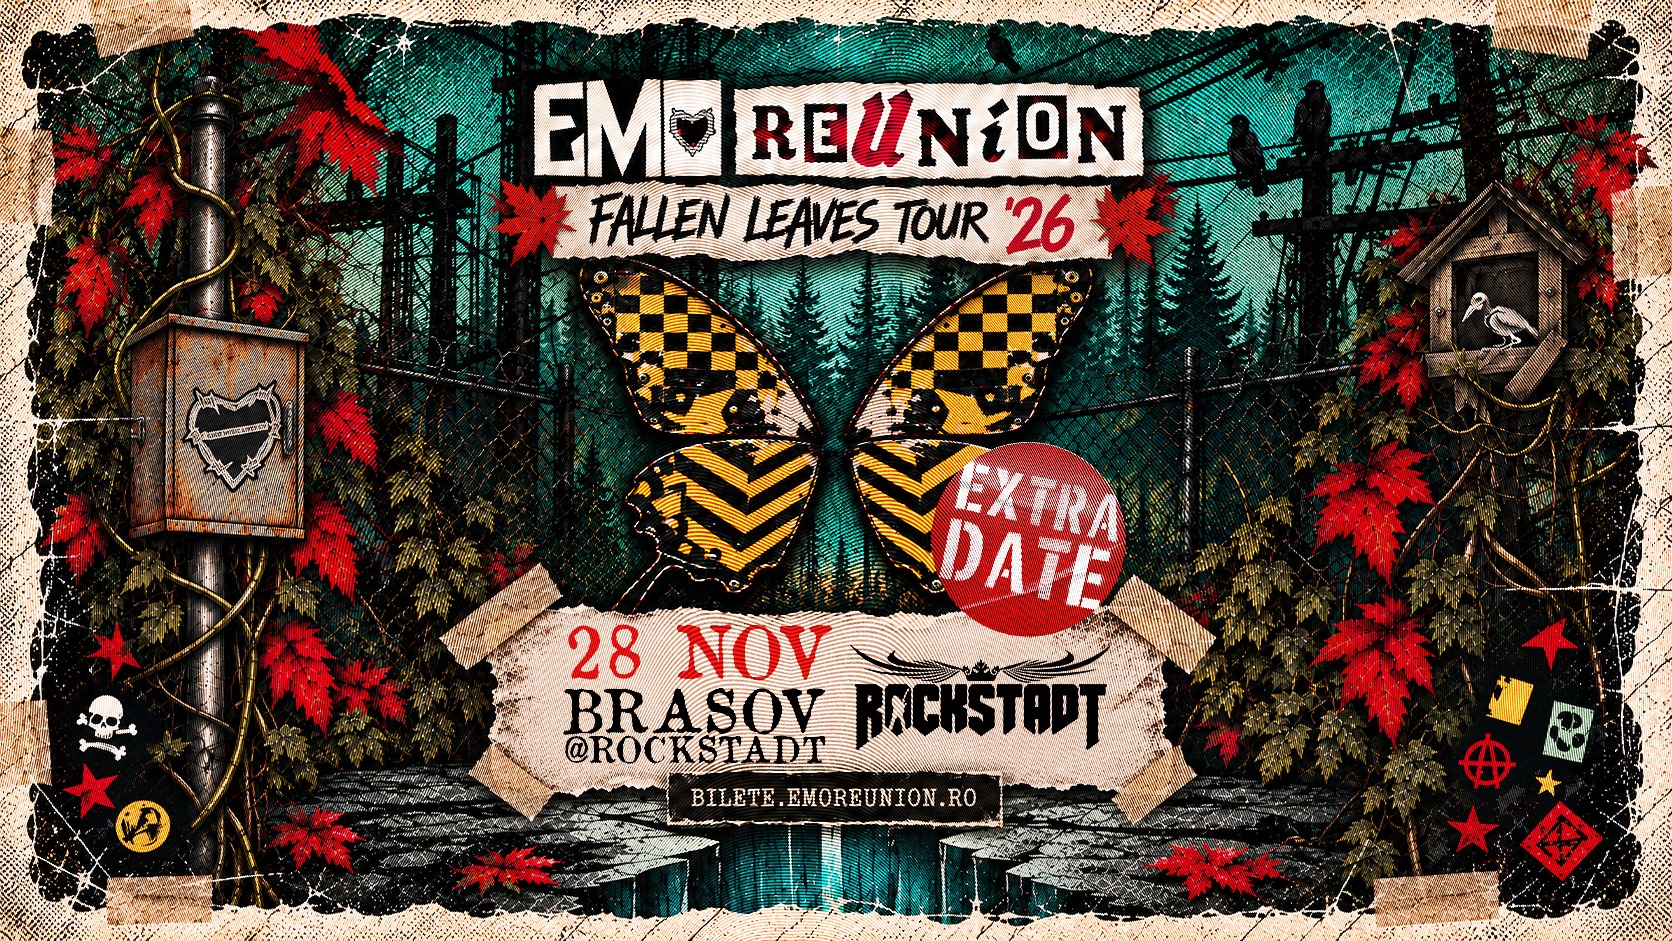 EMO REUNION
FALLEN LEAVES TOUR '26
EXTRA
DATE
28 NOV
BRASOV
@ROCKSTADT
ROCKSTADT
BILETE.EMOREUNION.RO